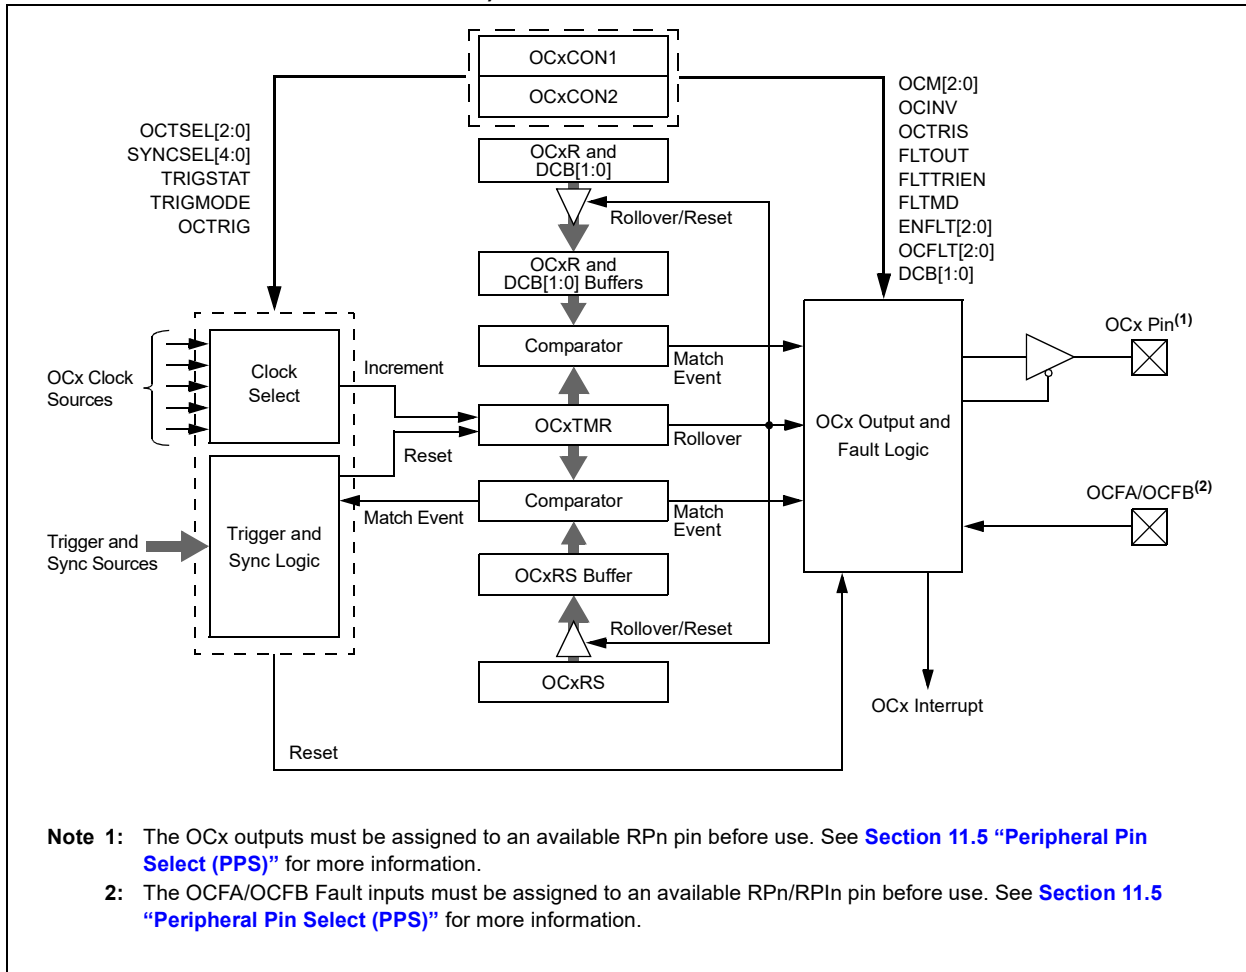 OCxCON1
OCxCON2
OCTSEL[2:0]
SYNCSEL[4:0]
TRIGSTAT
TRIGMODE
OCTRIG
OCM[2:0]
OCINV
OCTRIS
FLTOUT
FLTTRIEN
FLTMD
ENFLT[2:0]
OCFLT[2:0]
DCB[1:0]
OCxR and
DCB[1:0]
Rollover/Reset
OCxR and
DCB[1:0] Buffers
Comparator
Match
Event
OCx Clock
Sources
Clock
Select
Increment
OCxTMR
Rollover
Reset
OCx Output and
Fault Logic
OCx Pin(1)
OCFA/OCFB(2)
Comparator
Match Event
Match
Event
Trigger and
Sync Sources
Trigger and
Sync Logic
OCxRS Buffer
Rollover/Reset
OCxRS
OCx Interrupt
Reset
Note 1: The OCx outputs must be assigned to an available RPn pin before use. See Section 11.5 “Peripheral Pin
Select (PPS)” for more information.
2: The OCFA/OCFB Fault inputs must be assigned to an available RPn/RPIn pin before use. See Section 11.5
“Peripheral Pin Select (PPS)” for more information.